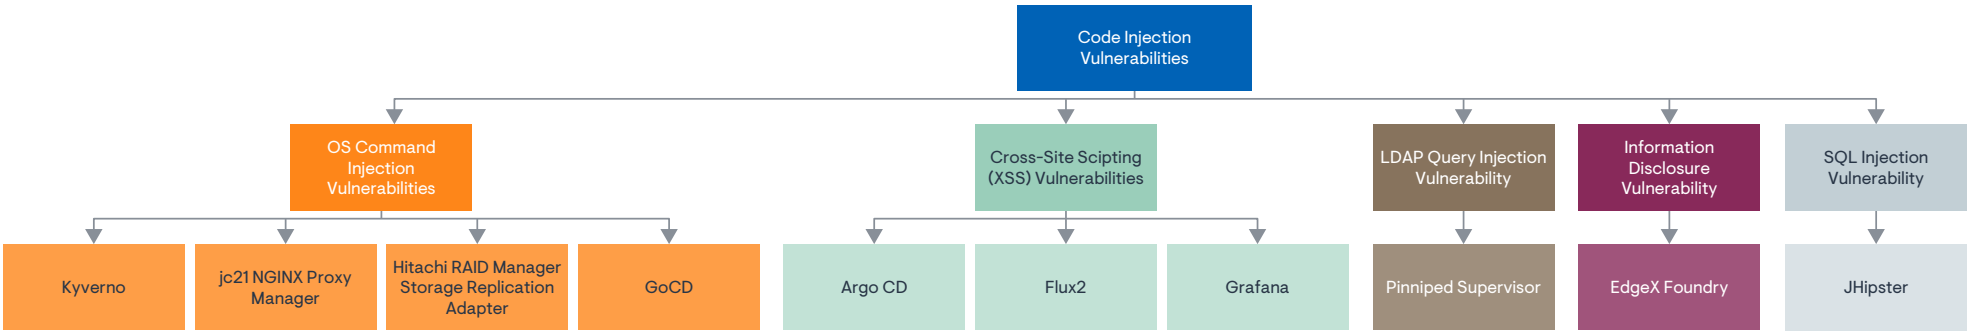 Code Injection
Vulnerabilities
OS Command
Injection
Vulnerabilities
Cross-Site Scipting
(XSS) Vulnerabilities
LDAP Query Injection
Vulnerability
Information
Disclosure
Vulnerability
SQL Injection
Vulnerability
Kyverno
jc21 NGINX Proxy
Manager
Hitachi RAID Manager
Storage Replication
Adapter
GoCD
Argo CD
Flux2
Grafana
Pinniped Supervisor
EdgeX Foundry
JHipster